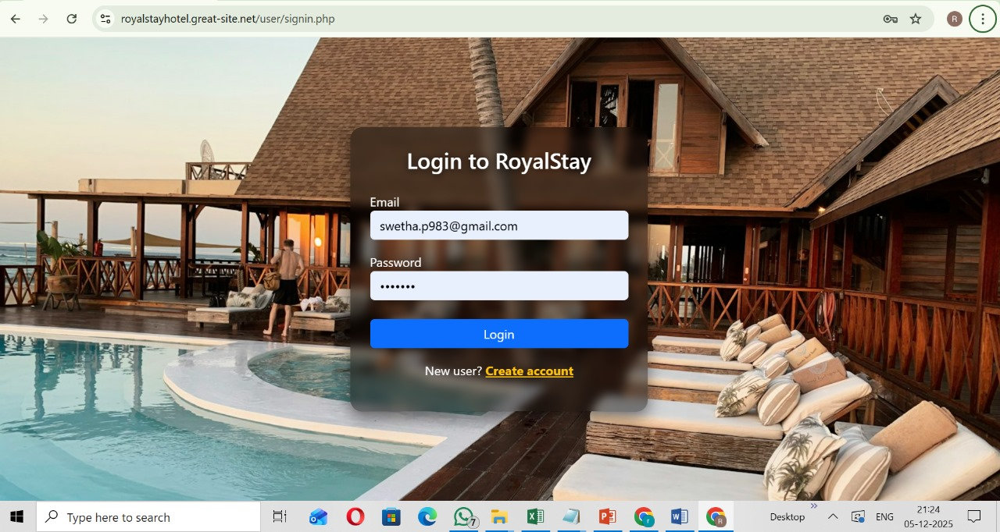 royalstayhotel.great-site.net/user/signin.php
R
Login to RoyalStay
Email
swetha.p983@gmail.com
Password
•••••••
Login
New user? Create account
Type here to search
7
Desktop
ENG
21:24
05-12-2025